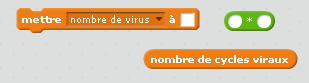 mettre nombre de virus à
*
nombre de cycles viraux